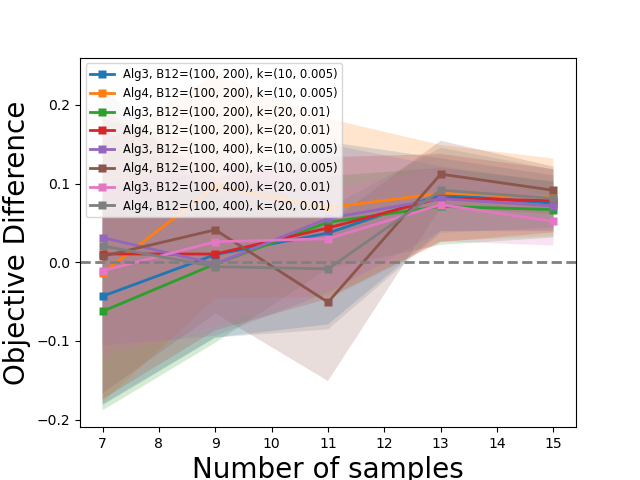 Alg3, B12=(100, 200), k=(10, 0.005)
Alg4, B12=(100, 200), k=(10, 0.005)
Alg3, B12=(100, 200), k=(20, 0.01)
Alg4, B12=(100, 200), k=(20, 0.01)
Alg3, B12=(100, 400), k=(10, 0.005)
Alg4, B12=(100, 400), k=(10, 0.005)
Alg3, B12=(100, 400), k=(20, 0.01)
Alg4, B12=(100, 400), k=(20, 0.01)
Objective Difference
0.2
0.1
0.0
−0.1
−0.2
7 8 9 10 11 12 13 14 15
Number of samples